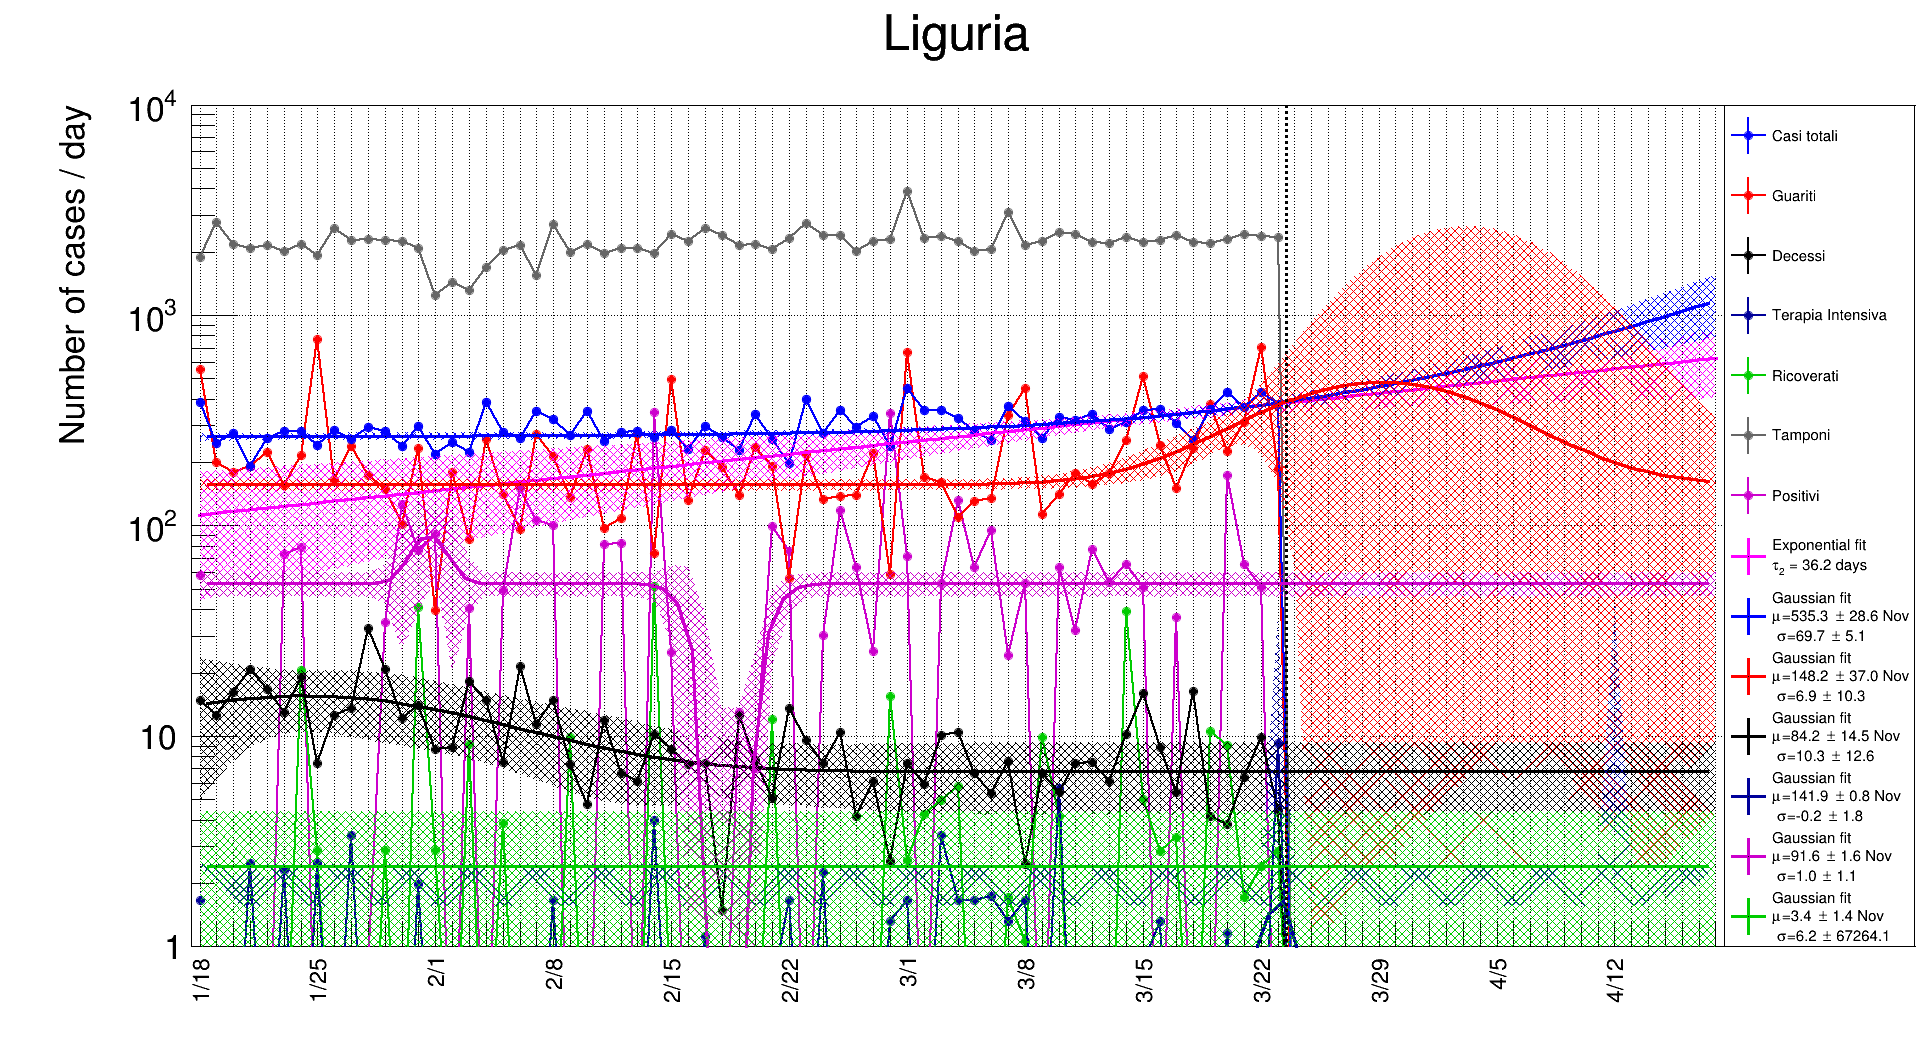 Liguria
Number of cases / day
10^4
10^3
10^2
10
1
1/18
1/25
2/1
2/8
2/15
2/22
3/1
3/8
3/15
3/22
3/29
4/5
4/12
Casi totali
Guariti
Decessi
Terapia Intensiva
Ricoverati
Tamponi
Positivi
Exponential fit
τ₂ = 36.2 days
Gaussian fit
μ=535.3 ± 28.6 Nov
σ=69.7 ± 5.1
Gaussian fit
μ=148.2 ± 37.0 Nov
σ=6.9 ± 10.3
Gaussian fit
μ=84.2 ± 14.5 Nov
σ=10.3 ± 12.6
Gaussian fit
μ=141.9 ± 0.8 Nov
σ=-0.2 ± 1.8
Gaussian fit
μ=91.6 ± 1.6 Nov
σ=1.0 ± 1.1
Gaussian fit
μ=3.4 ± 1.4 Nov
σ=6.2 ± 67264.1